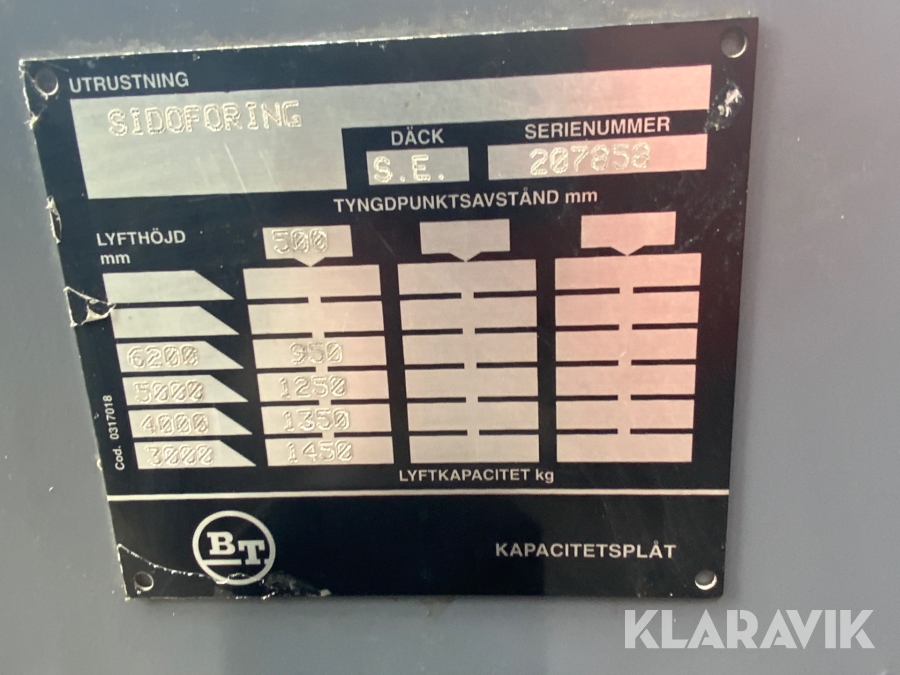 UTRUSTNING
SIDOFORING
DÄCK
SERIENUMMER
S.E.
207858
TYNGDPUNKTSAVSTÅND mm
LYFTHÖJD
mm
500
6200 950
5000 1250
4000 1350
3000 1450
Cod. 0317018
LYFTKAPACITET kg
BT
KAPACITETSPLÅT
KLARAVIK